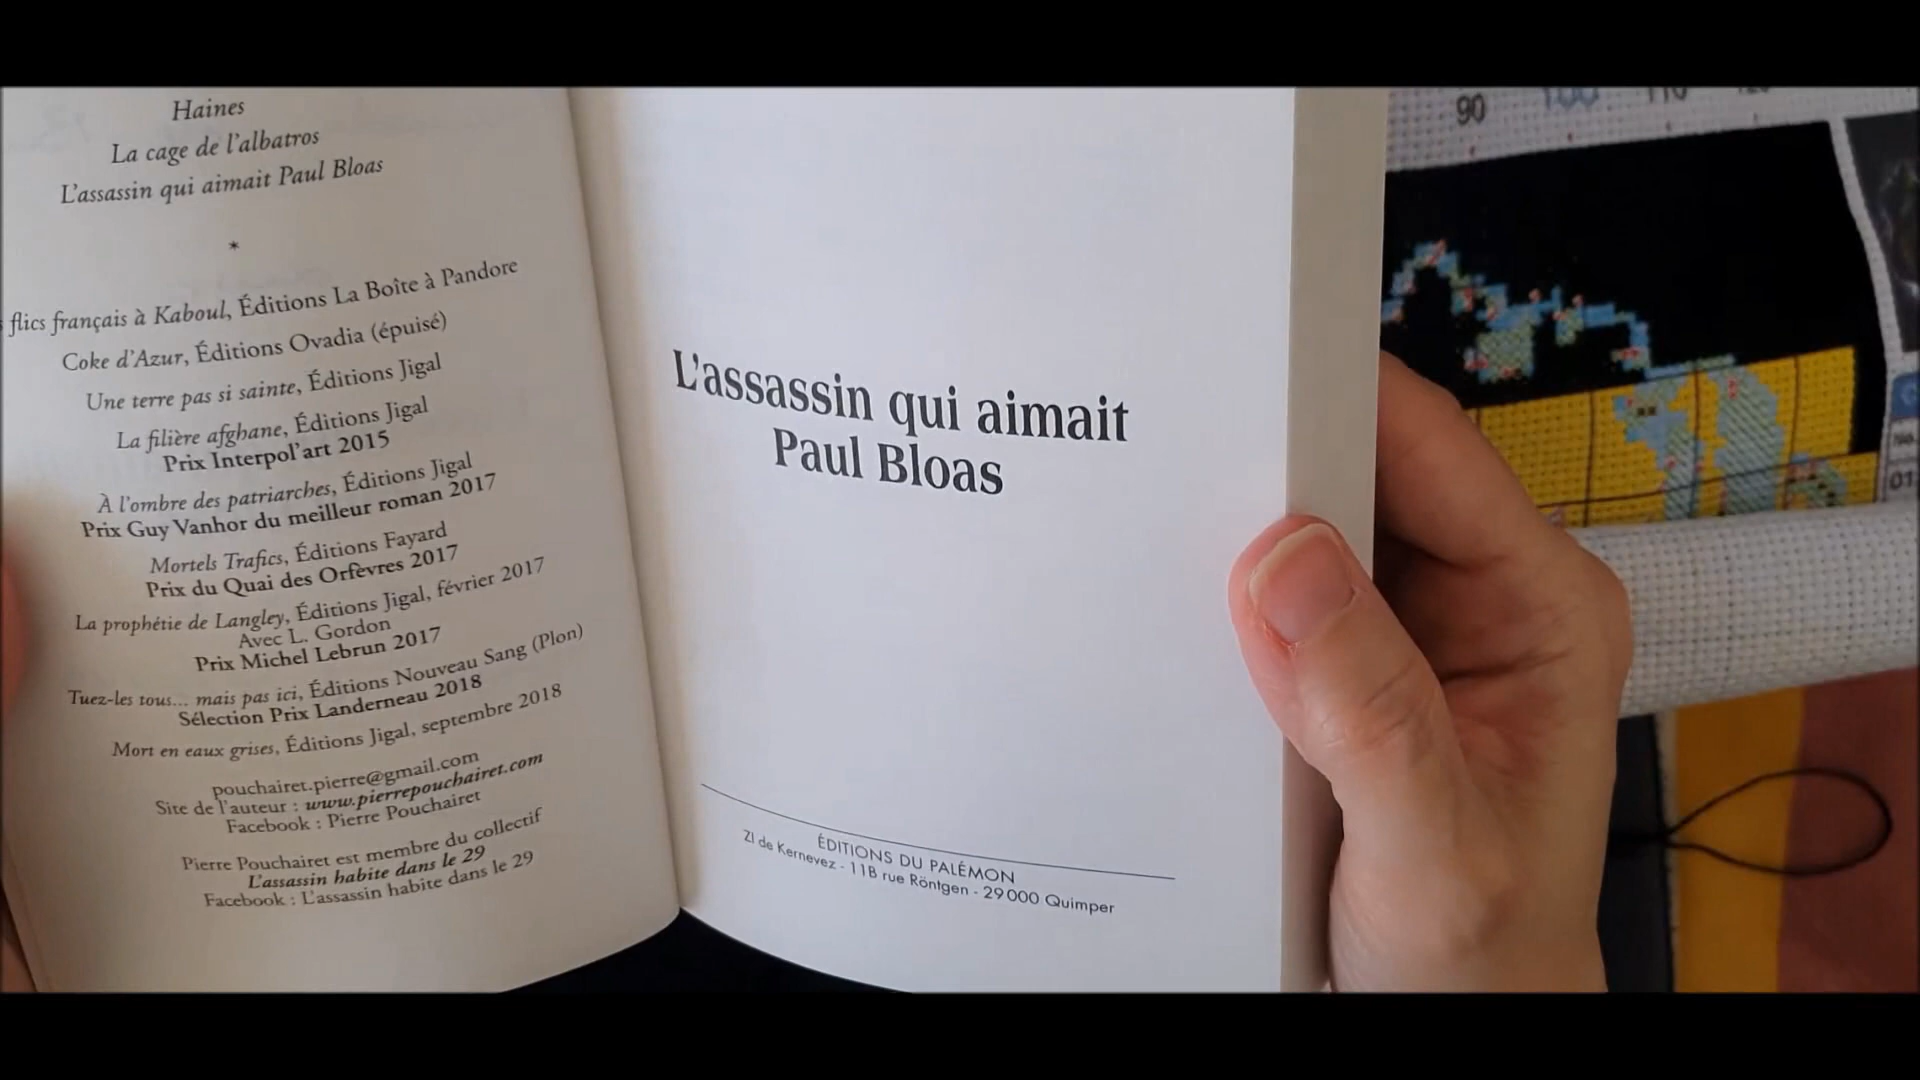 Haines
La cage de l'albatros
L'assassin qui aimait Paul Bloas
*
flics français à Kaboul, Éditions La Boîte à Pandore
Coke d'Azur, Éditions Ovadia (épuisé)
Une terre pas si sainte, Éditions Jigal
La filière afghane, Éditions Jigal
Prix Interpol'art 2015
À l'ombre des patriarches, Éditions Jigal
Prix Guy Vanhor du meilleur roman 2017
Mortels Trafics, Éditions Fayard
Prix du Quai des Orfèvres 2017
La prophétie de Langley, Éditions Jigal, février 2017
Avec L. Gordon
Prix Michel Lebrun 2017
Tuez-les tous... mais pas ici, Éditions Nouveau Sang (Plon)
Sélection Prix Landerneau 2018
Mort en eaux grises, Éditions Jigal, septembre 2018
pouchairet.pierre@gmail.com
Site de l'auteur : www.pierrepouchairet.com
Facebook : Pierre Pouchairet
Pierre Pouchairet est membre du collectif
L'assassin habite dans le 29
Facebook : L'assassin habite dans le 29
L'assassin qui aimait
Paul Bloas
ÉDITIONS DU PALÉMON
ZI de Kernevez - 11B rue Röntgen - 29000 Quimper
90
01